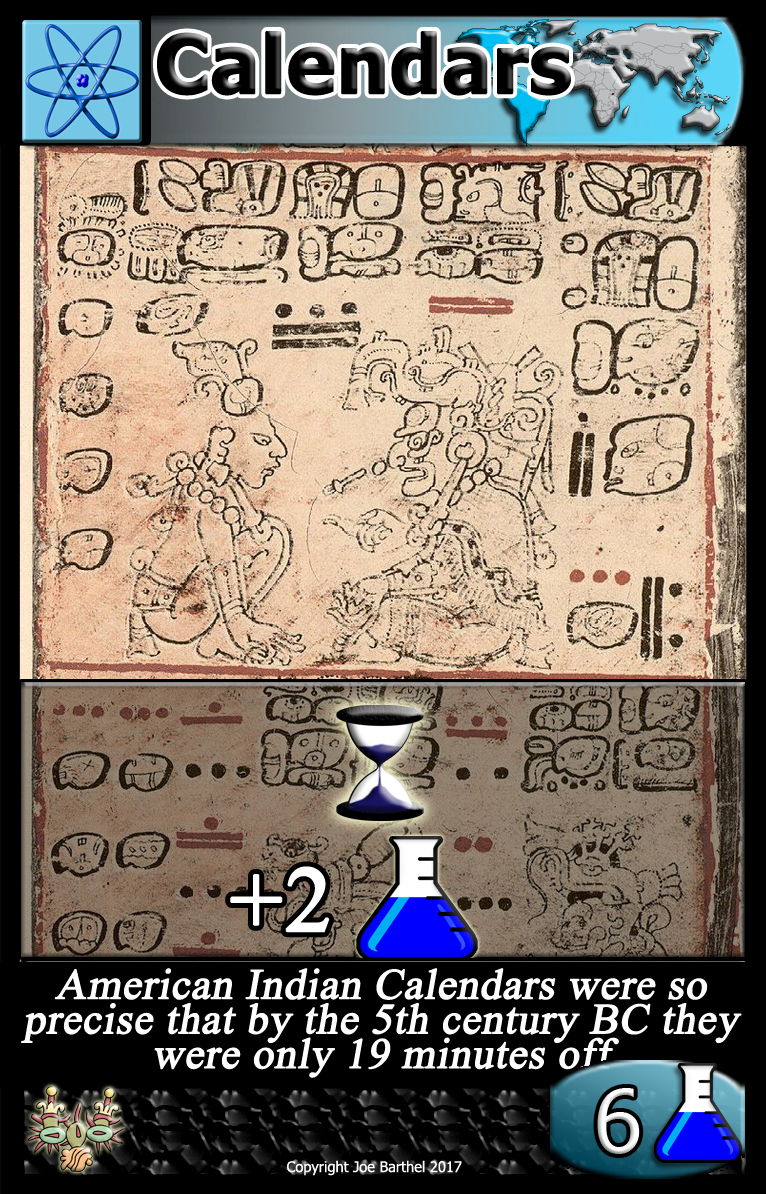 Calendars
+2
American Indian Calendars were so
precise that by the 5th century BC they
were only 19 minutes off
6
Copyright Joe Barthel 2017